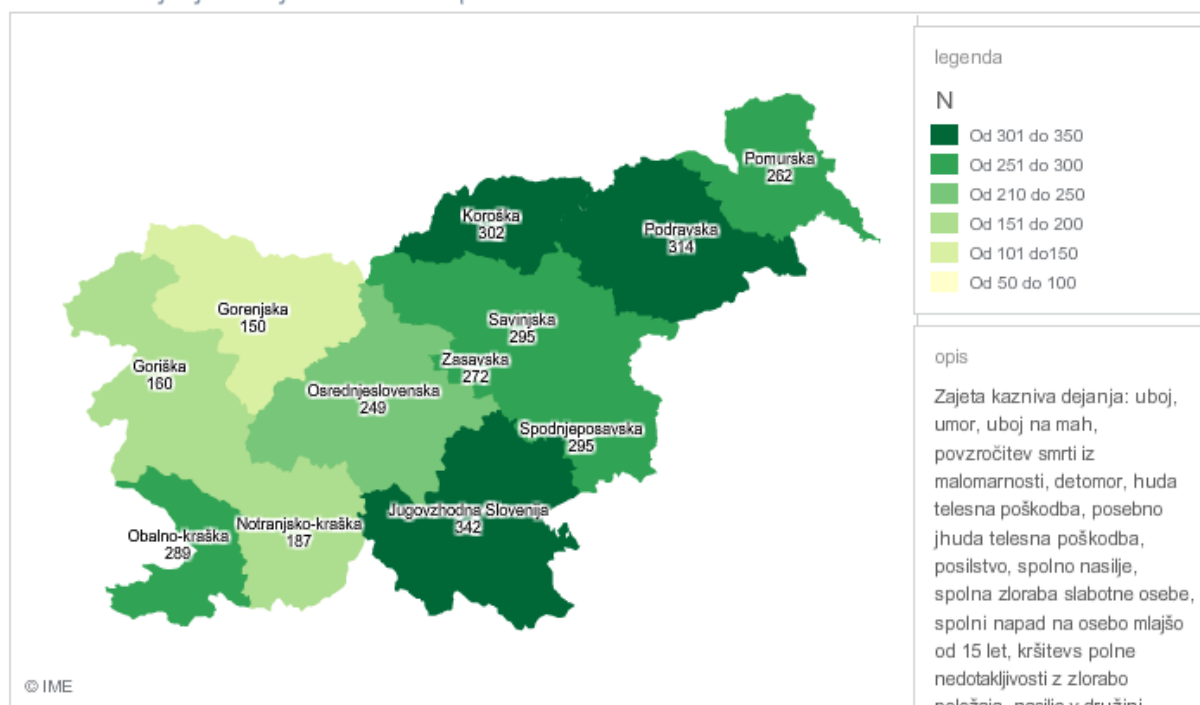 Pomurska
262
Koroška
302
Podravska
314
Gorenjska
150
Savinjska
295
Zasavska
272
Goriška
160
Osrednjeslovenska
249
Spodnjeposavska
295
Jugovzhodna Slovenija
342
Notranjsko-kraška
187
Obalno-kraška
289
© IME
legenda
N
Od 301 do 350
Od 251 do 300
Od 210 do 250
Od 151 do 200
Od 101 do150
Od 50 do 100
opis
Zajeta kazniva dejanja: uboj,
umor, uboj na mah,
povzročitev smrti iz
malomarnosti, detomor, huda
telesna poškodba, posebno
jhuda telesna poškodba,
posilstvo, spolno nasilje,
spolna zloraba slabotne osebe,
spolni napad na osebo mlajšo
od 15 let, kršitevs polne
nedotakljivosti z zlorabo